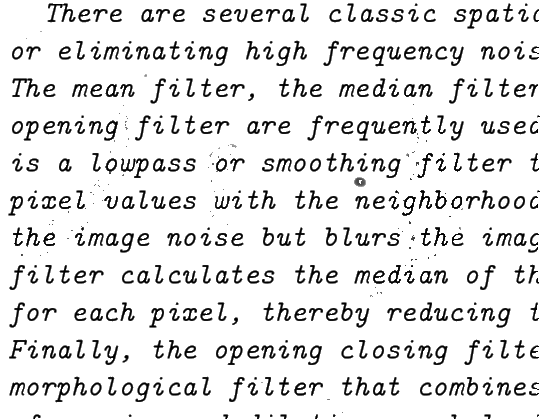 There are several classic spatia
or eliminating high frequency nois
The mean filter, the median filter
opening filter are frequently used
is a lowpass or smoothing filter t
pixel values with the neighborhood
the image noise but blurs the imag
filter calculates the median of th
for each pixel, thereby reducing t
Finally, the opening closing filte
morphological filter that combines